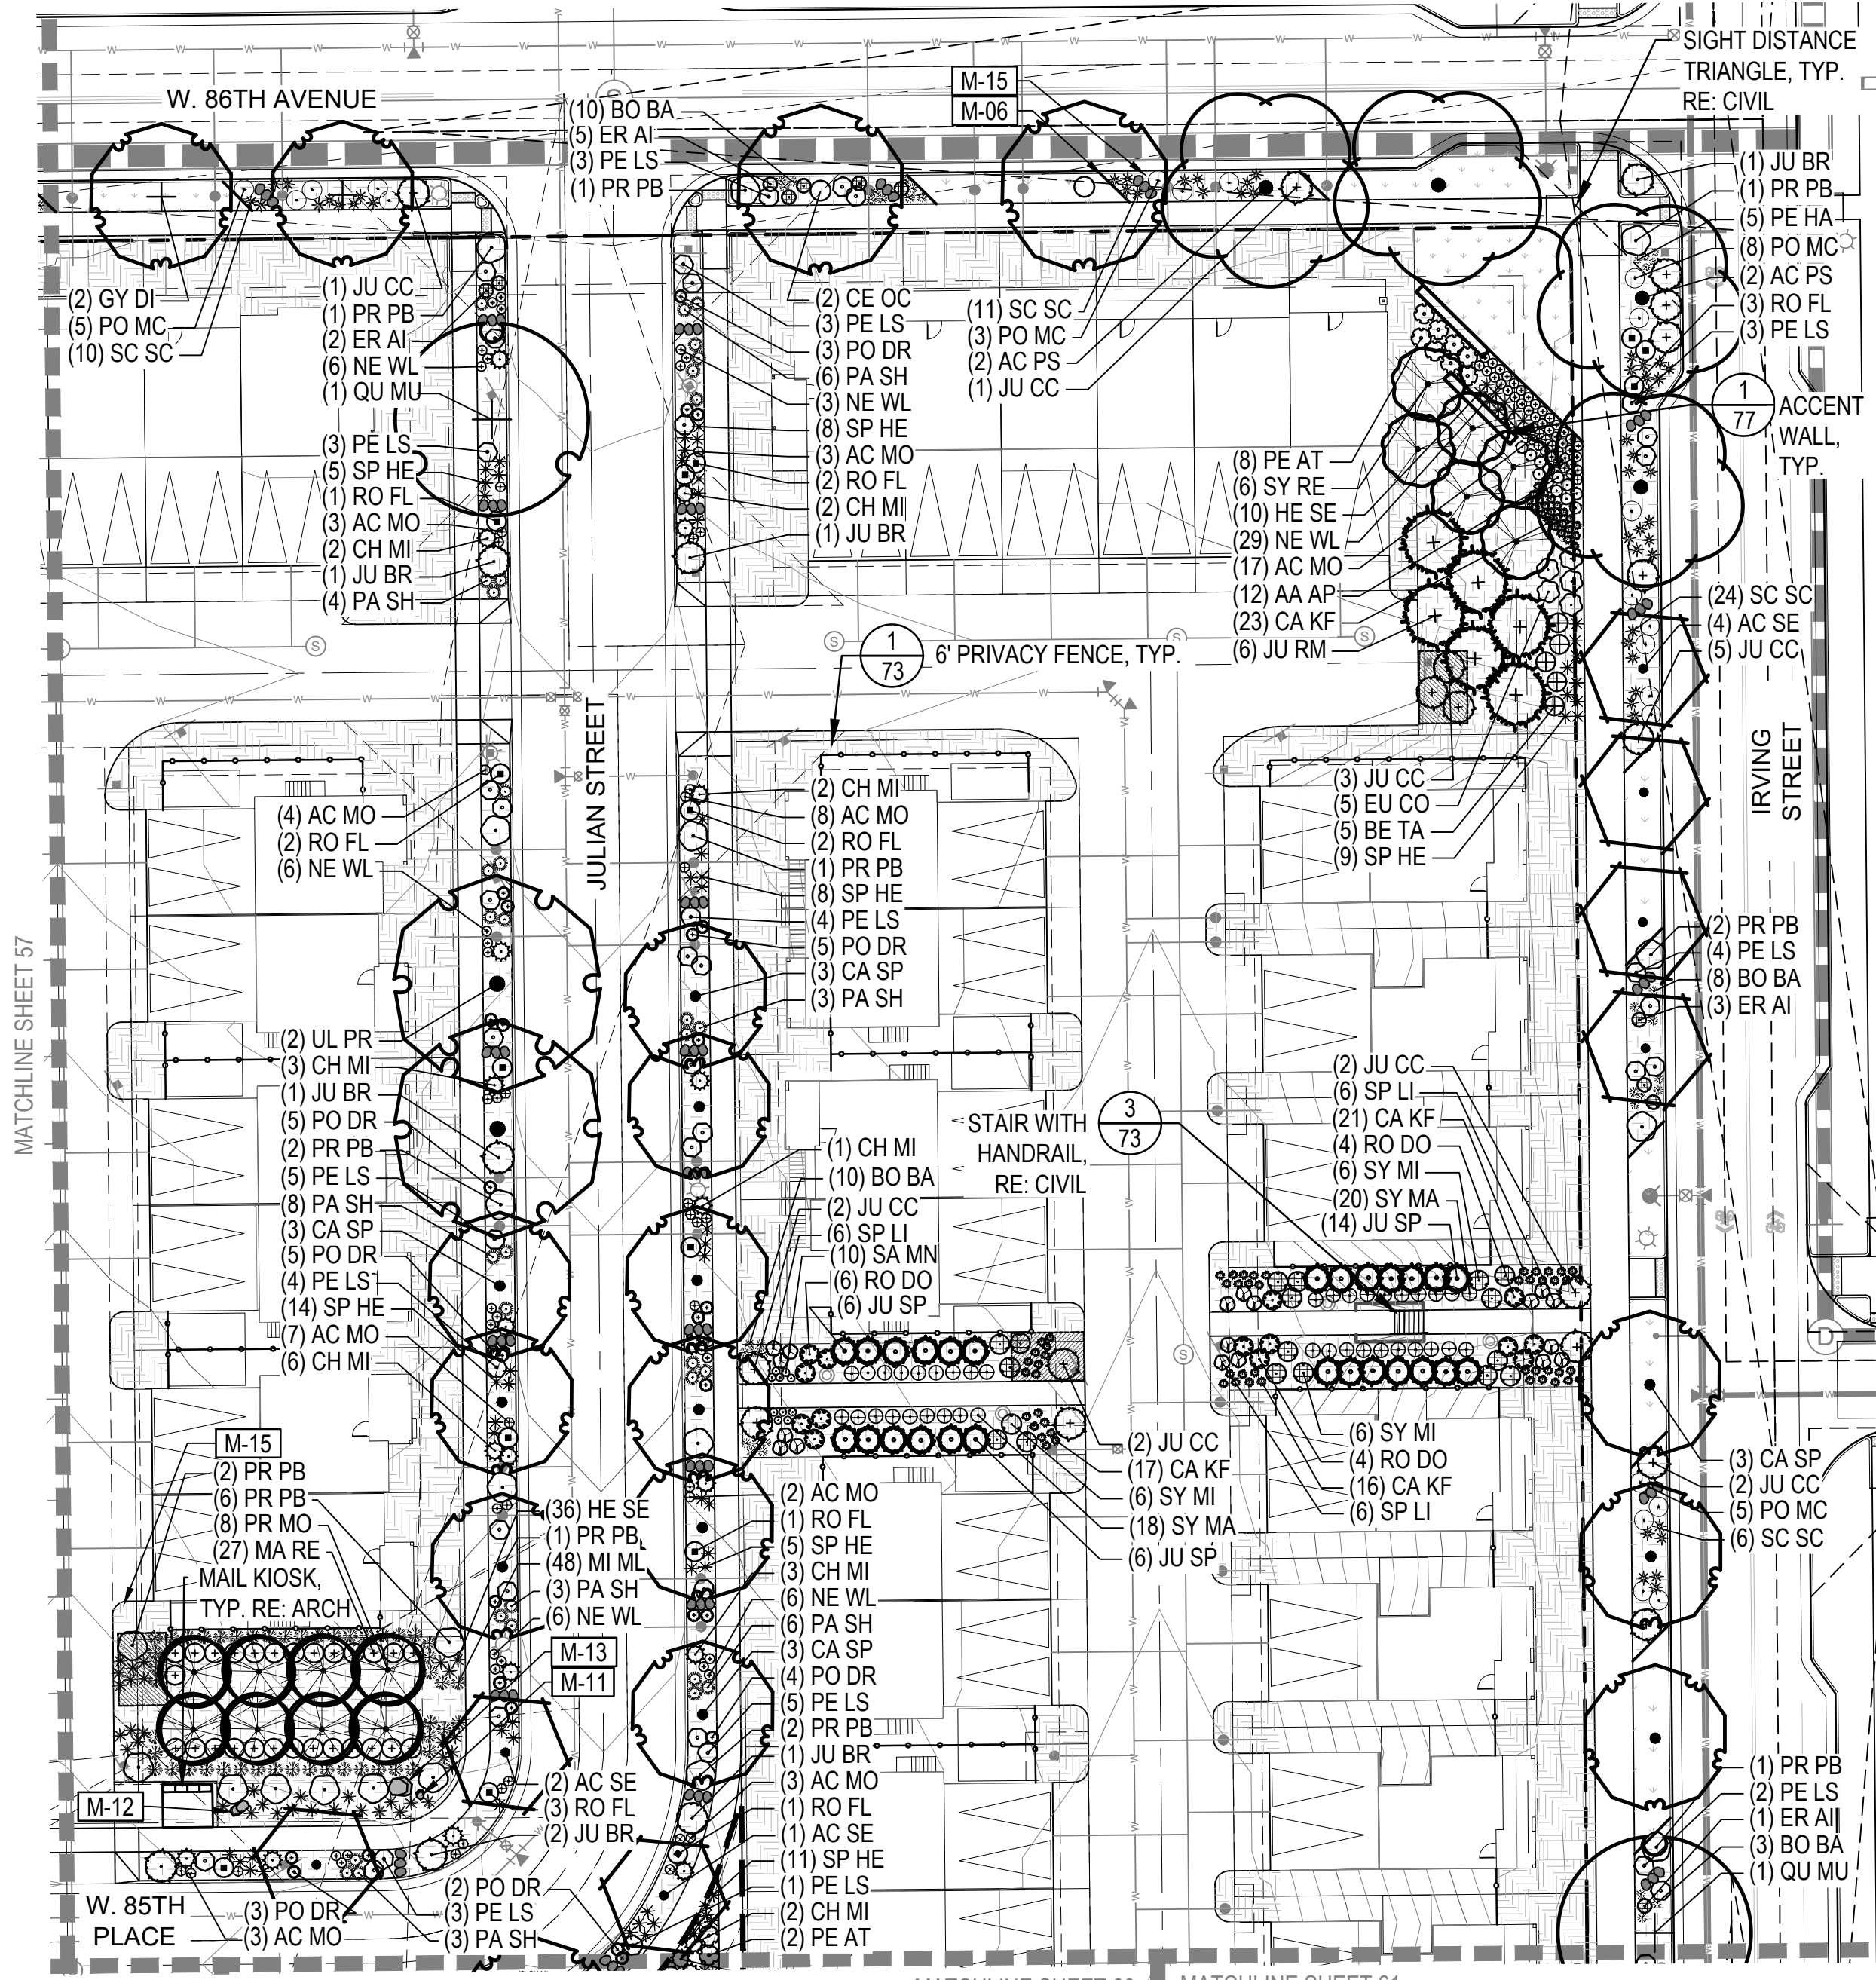 W. 86TH AVENUE
(10) BO BA
(5) ER AI
(3) PE LS
(1) PR PB
M-15
M-06
SIGHT DISTANCE
TRIANGLE, TYP.
RE: CIVIL
(1) JU BR
(1) PR PB
(5) PE HA
(8) PO MC
(2) AC PS
(3) RO FL
(3) PE LS
(2) GY DI
(5) PO MC
(10) SC SC
(1) JU CC
(1) PR PB
(2) ER AI
(6) NE WL
(1) QU MU
(3) PE LS
(5) SP HE
(1) RO FL
(3) AC MO
(2) CH MI
(1) JU BR
(4) PA SH
(2) CE OC
(3) PE LS
(3) PO DR
(6) PA SH
(3) NE WL
(8) SP HE
(3) AC MO
(2) RO FL
(2) CH MI
(1) JU BR
(11) SC SC
(3) PO MC
(2) AC PS
(1) JU CC
1
77
ACCENT
WALL,
TYP.
(8) PE AT
(6) SY RE
(10) HE SE
(29) NE WL
(17) AC MO
(12) AA AP
(23) CA KF
(6) JU RM
(24) SC SC
(4) AC SE
(5) JU CC
1
73
6' PRIVACY FENCE, TYP.
S
S
S
JULIAN STREET
IRVING
STREET
(3) JU CC
(5) EU CO
(5) BE TA
(9) SP HE
(4) AC MO
(2) RO FL
(6) NE WL
(2) CH MI
(8) AC MO
(2) RO FL
(1) PR PB
(8) SP HE
(4) PE LS
(5) PO DR
(3) CA SP
(3) PA SH
(2) PR PB
(4) PE LS
(8) BO BA
(3) ER AI
MATCHLINE SHEET 57
(2) UL PR
(3) CH MI
(1) JU BR
(5) PO DR
(2) PR PB
(5) PE LS
(8) PA SH
(3) CA SP
(5) PO DR
(4) PE LS
(14) SP HE
(7) AC MO
(6) CH MI
STAIR WITH
HANDRAIL,
RE: CIVIL
3
73
(1) CH MI
(10) BO BA
(2) JU CC
(6) SP LI
(10) SA MN
(6) RO DO
(6) JU SP
(2) JU CC
(6) SP LI
(21) CA KF
(4) RO DO
(6) SY MI
(20) SY MA
(14) JU SP
S
D
(2) JU CC
(17) CA KF
(6) SY MI
(18) SY MA
(6) JU SP
(6) SY MI
(4) RO DO
(16) CA KF
(6) SP LI
(3) CA SP
(2) JU CC
(5) PO MC
(6) SC SC
M-15
(2) PR PB
(6) PR PB
(8) PR MO
(27) MA RE
MAIL KIOSK,
TYP. RE: ARCH
(36) HE SE
(1) PR PB
(48) MI ML
(3) PA SH
(6) NE WL
M-13
M-11
(2) AC MO
(1) RO FL
(5) SP HE
(3) CH MI
(6) NE WL
(6) PA SH
(3) CA SP
(4) PO DR
(5) PE LS
(2) PR PB
(1) JU BR
(3) AC MO
(1) RO FL
(1) AC SE
(11) SP HE
(1) PE LS
(2) CH MI
(2) PE AT
M-12
(2) AC SE
(3) RO FL
(2) JU BR
(1) PR PB
(2) PE LS
(1) ER AI
(3) BO BA
(1) QU MU
W. 85TH
PLACE
(3) PO DR
(3) AC MO
(2) PO DR
(3) PE LS
(3) PA SH
MATCHLINE SHEET 61